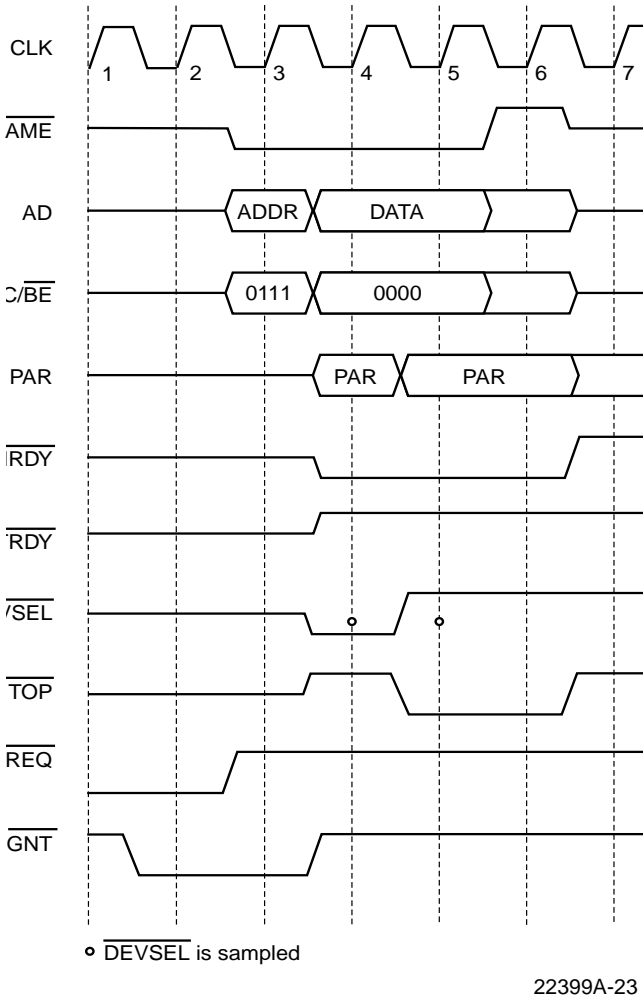 CLK
1 2 3 4 5 6 7
AME
AD ADDR DATA
C/BE 0111 0000
PAR PAR PAR
IRDY
RDY
VSEL
TOP
REQ
GNT
DEVSEL is sampled
22399A-23